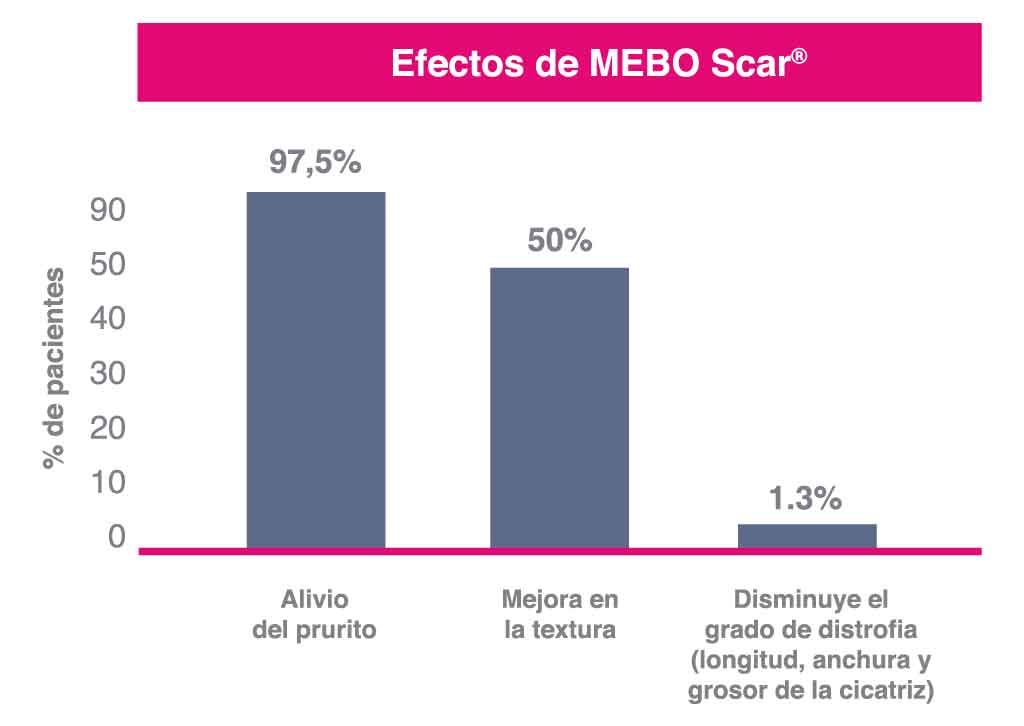 Efectos de MEBO Scar®
97,5%
50%
1.3%
% de pacientes
90
50
40
30
20
10
0
Alivio
del prurito
Mejora en
la textura
Disminuye el
grado de distrofia
(longitud, anchura y
grosor de la cicatriz)